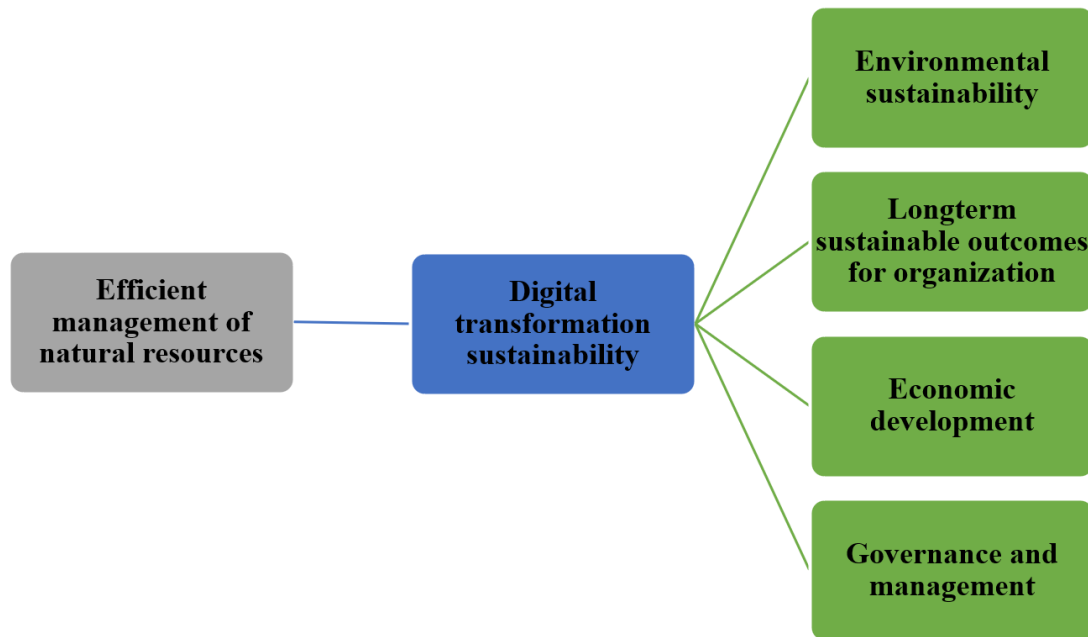 Environmental
sustainability
Longterm
sustainable outcomes
for organization
Efficient
management of
natural resources
Digital
transformation
sustainability
Economic
development
Governance and
management